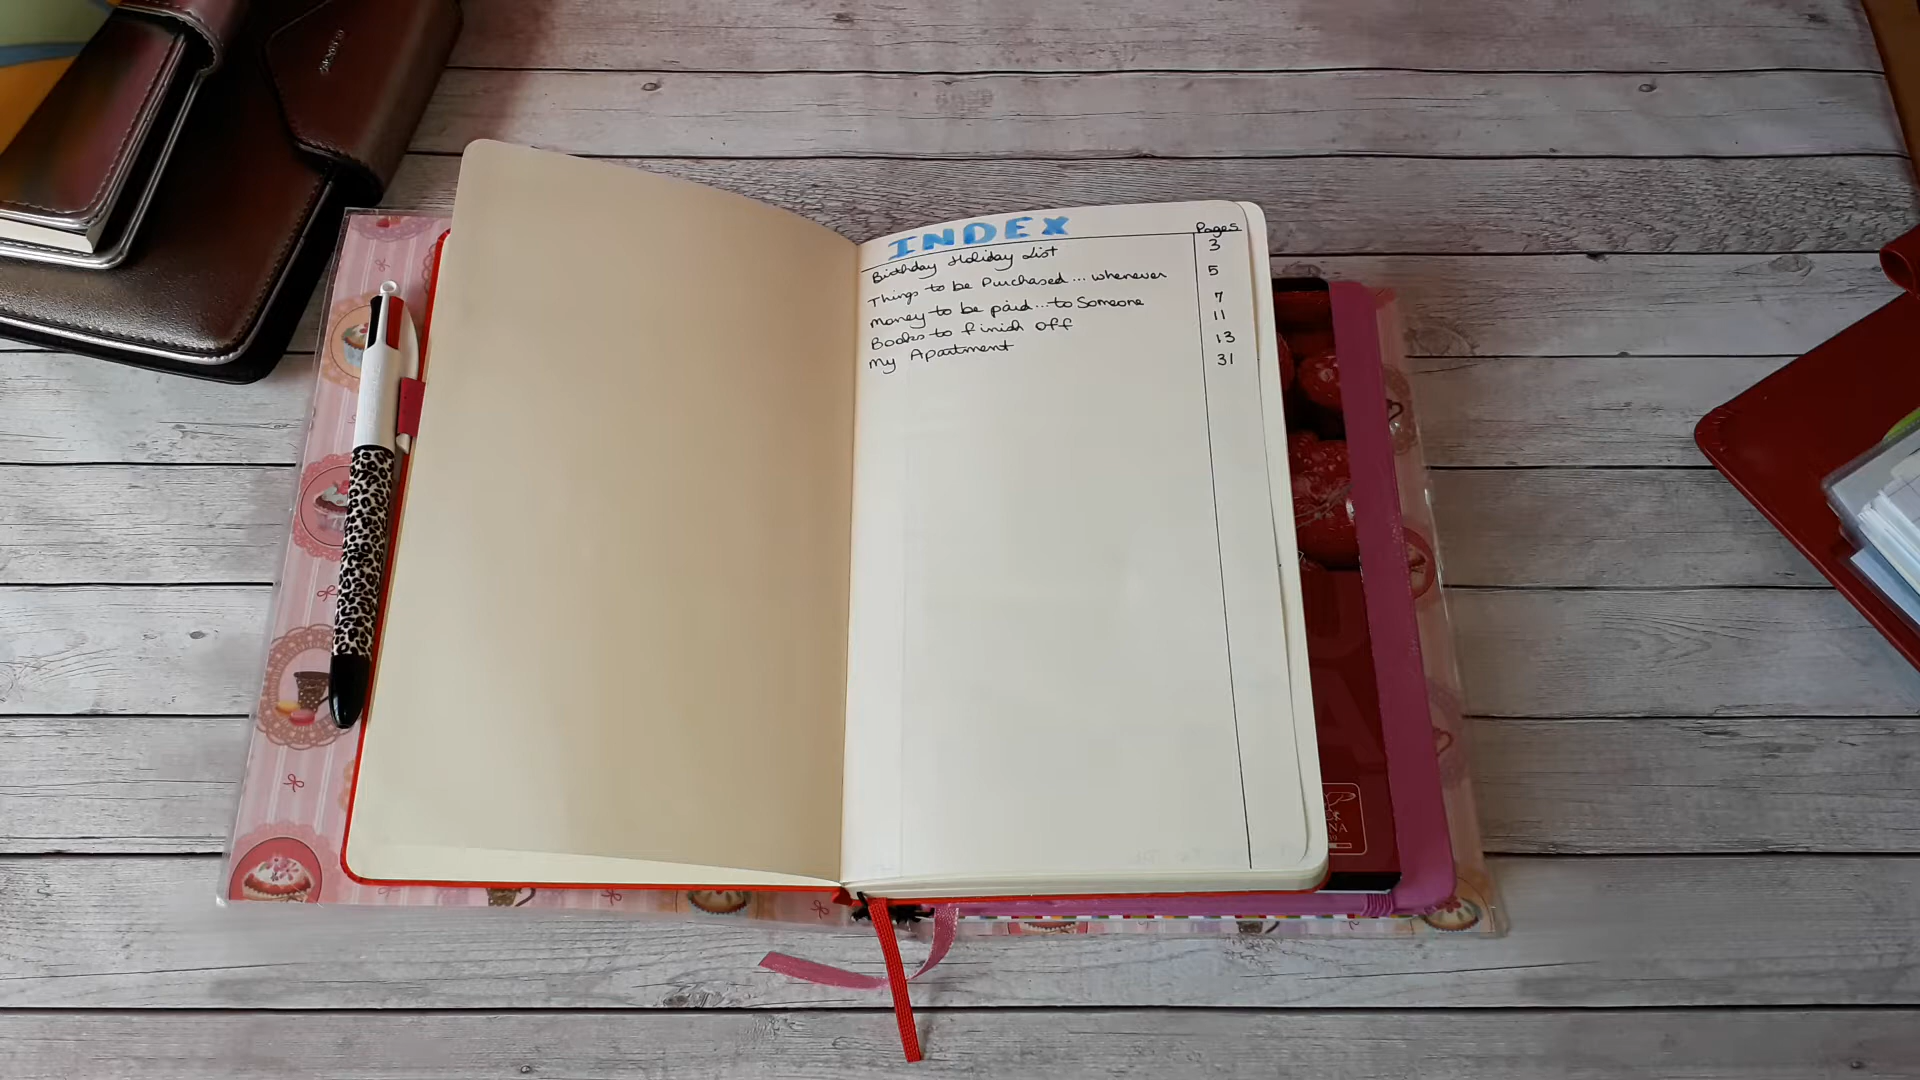 INDEX Pages
Birthday Holiday List 3
Things to be Purchased... whenever 5
Money to be paid...to Someone 7
Books to finish off 11
My Apartment 13
31